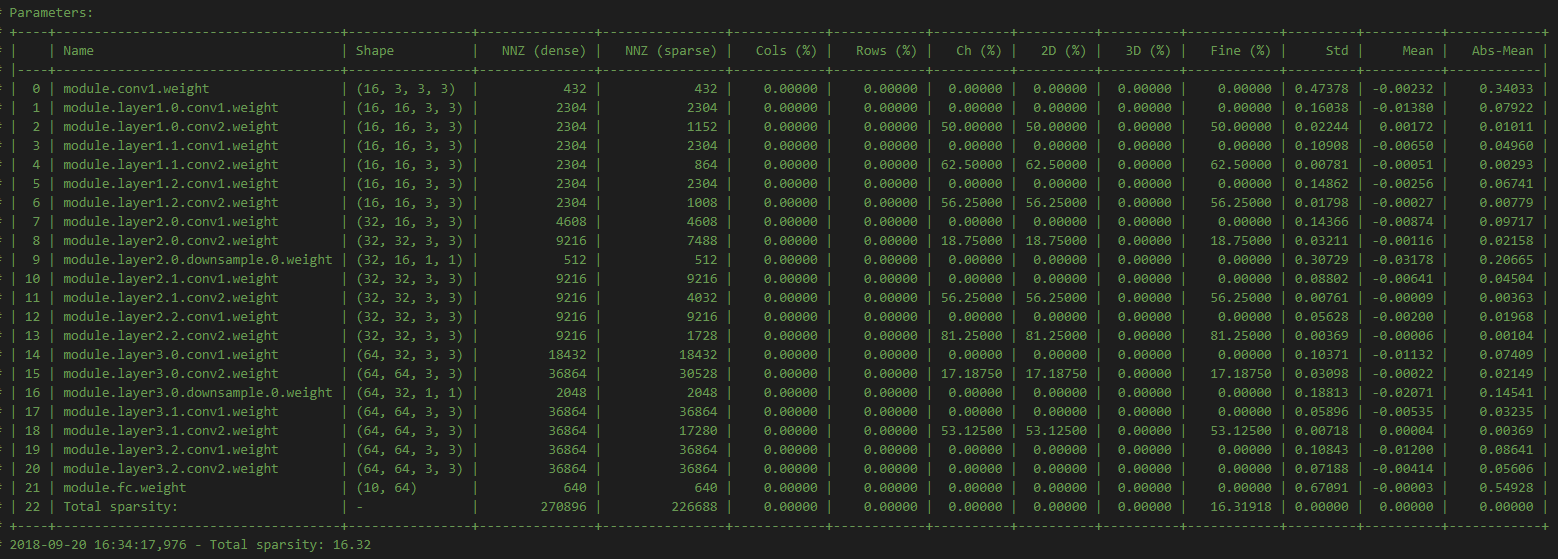 # Parameters:
# +----+-------------------------------------+----------------+---------------+----------------+------------+------------+----------+----------+----------+------------+---------+----------+------------+
# |    | Name                                | Shape          |   NNZ (dense) |   NNZ (sparse) |   Cols (%) |   Rows (%) |   Ch (%) |   2D (%) |   3D (%) |   Fine (%) |     Std |     Mean |   Abs-Mean |
# |----+-------------------------------------+----------------+---------------+----------------+------------+------------+----------+----------+----------+------------+---------+----------+------------|
# |  0 | module.conv1.weight                 | (16, 3, 3, 3)  |           432 |            432 |    0.00000 |    0.00000 |  0.00000 |  0.00000 |  0.00000 |    0.00000 | 0.47378 | -0.00232 |    0.34033 |
# |  1 | module.layer1.0.conv1.weight        | (16, 16, 3, 3) |          2304 |           2304 |    0.00000 |    0.00000 |  0.00000 |  0.00000 |  0.00000 |    0.00000 | 0.16038 | -0.01380 |    0.07922 |
# |  2 | module.layer1.0.conv2.weight        | (16, 16, 3, 3) |          2304 |           1152 |    0.00000 |    0.00000 | 50.00000 | 50.00000 |  0.00000 |   50.00000 | 0.02244 |  0.00172 |    0.01011 |
# |  3 | module.layer1.1.conv1.weight        | (16, 16, 3, 3) |          2304 |           2304 |    0.00000 |    0.00000 |  0.00000 |  0.00000 |  0.00000 |    0.00000 | 0.10908 | -0.00650 |    0.04960 |
# |  4 | module.layer1.1.conv2.weight        | (16, 16, 3, 3) |          2304 |            864 |    0.00000 |    0.00000 | 62.50000 | 62.50000 |  0.00000 |   62.50000 | 0.00781 | -0.00051 |    0.00293 |
# |  5 | module.layer1.2.conv1.weight        | (16, 16, 3, 3) |          2304 |           2304 |    0.00000 |    0.00000 |  0.00000 |  0.00000 |  0.00000 |    0.00000 | 0.14862 | -0.00256 |    0.06741 |
# |  6 | module.layer1.2.conv2.weight        | (16, 16, 3, 3) |          2304 |           1008 |    0.00000 |    0.00000 | 56.25000 | 56.25000 |  0.00000 |   56.25000 | 0.01798 | -0.00027 |    0.00779 |
# |  7 | module.layer2.0.conv1.weight        | (32, 16, 3, 3) |          4608 |           4608 |    0.00000 |    0.00000 |  0.00000 |  0.00000 |  0.00000 |    0.00000 | 0.14366 | -0.00874 |    0.09717 |
# |  8 | module.layer2.0.conv2.weight        | (32, 32, 3, 3) |          9216 |           7488 |    0.00000 |    0.00000 | 18.75000 | 18.75000 |  0.00000 |   18.75000 | 0.03211 | -0.00116 |    0.02158 |
# |  9 | module.layer2.0.downsample.0.weight | (32, 16, 1, 1) |           512 |            512 |    0.00000 |    0.00000 |  0.00000 |  0.00000 |  0.00000 |    0.00000 | 0.30729 | -0.03178 |    0.20665 |
# | 10 | module.layer2.1.conv1.weight        | (32, 32, 3, 3) |          9216 |           9216 |    0.00000 |    0.00000 |  0.00000 |  0.00000 |  0.00000 |    0.00000 | 0.08802 | -0.00641 |    0.04504 |
# | 11 | module.layer2.1.conv2.weight        | (32, 32, 3, 3) |          9216 |           4032 |    0.00000 |    0.00000 | 56.25000 | 56.25000 |  0.00000 |   56.25000 | 0.00761 | -0.00009 |    0.00363 |
# | 12 | module.layer2.2.conv1.weight        | (32, 32, 3, 3) |          9216 |           9216 |    0.00000 |    0.00000 |  0.00000 |  0.00000 |  0.00000 |    0.00000 | 0.05628 | -0.00200 |    0.01968 |
# | 13 | module.layer2.2.conv2.weight        | (32, 32, 3, 3) |          9216 |           1728 |    0.00000 |    0.00000 | 81.25000 | 81.25000 |  0.00000 |   81.25000 | 0.00369 | -0.00006 |    0.00104 |
# | 14 | module.layer3.0.conv1.weight        | (64, 32, 3, 3) |         18432 |          18432 |    0.00000 |    0.00000 |  0.00000 |  0.00000 |  0.00000 |    0.00000 | 0.10371 | -0.01132 |    0.07409 |
# | 15 | module.layer3.0.conv2.weight        | (64, 64, 3, 3) |         36864 |          30528 |    0.00000 |    0.00000 | 17.18750 | 17.18750 |  0.00000 |   17.18750 | 0.03098 | -0.00022 |    0.02149 |
# | 16 | module.layer3.0.downsample.0.weight | (64, 32, 1, 1) |          2048 |           2048 |    0.00000 |    0.00000 |  0.00000 |  0.00000 |  0.00000 |    0.00000 | 0.18813 | -0.02071 |    0.14541 |
# | 17 | module.layer3.1.conv1.weight        | (64, 64, 3, 3) |         36864 |          36864 |    0.00000 |    0.00000 |  0.00000 |  0.00000 |  0.00000 |    0.00000 | 0.05896 | -0.00535 |    0.03235 |
# | 18 | module.layer3.1.conv2.weight        | (64, 64, 3, 3) |         36864 |          17280 |    0.00000 |    0.00000 | 53.12500 | 53.12500 |  0.00000 |   53.12500 | 0.00718 |  0.00004 |    0.00369 |
# | 19 | module.layer3.2.conv1.weight        | (64, 64, 3, 3) |         36864 |          36864 |    0.00000 |    0.00000 |  0.00000 |  0.00000 |  0.00000 |    0.00000 | 0.10843 | -0.01200 |    0.08641 |
# | 20 | module.layer3.2.conv2.weight        | (64, 64, 3, 3) |         36864 |          36864 |    0.00000 |    0.00000 |  0.00000 |  0.00000 |  0.00000 |    0.00000 | 0.07188 | -0.00414 |    0.05606 |
# | 21 | module.fc.weight                    | (10, 64)       |           640 |            640 |    0.00000 |    0.00000 |  0.00000 |  0.00000 |  0.00000 |    0.00000 | 0.67091 | -0.00003 |    0.54928 |
# | 22 | Total sparsity:                     | -              |        270896 |         226688 |    0.00000 |    0.00000 |  0.00000 |  0.00000 |  0.00000 |   16.31918 | 0.00000 |  0.00000 |    0.00000 |
# +----+-------------------------------------+----------------+---------------+----------------+------------+------------+----------+----------+----------+------------+---------+----------+------------+
# 2018-09-20 16:34:17,976 - Total sparsity: 16.32